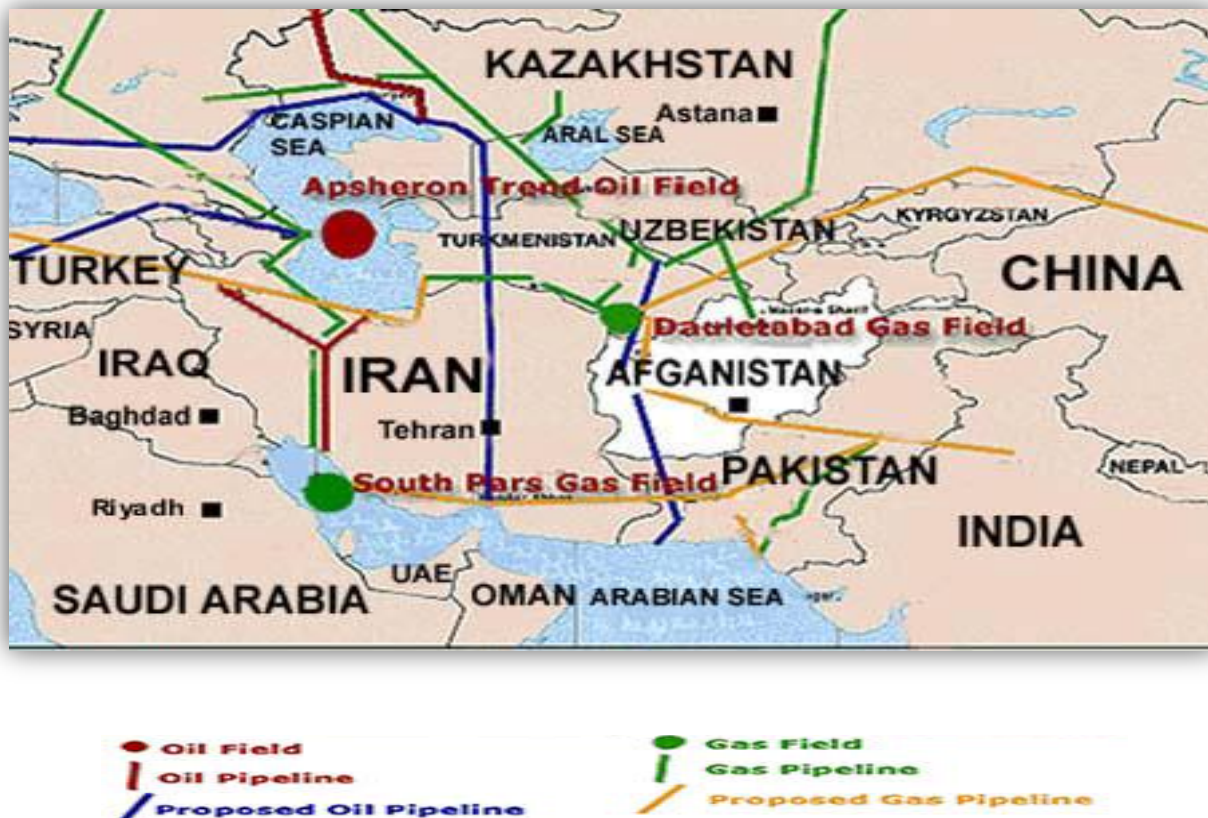 KAZAKHSTAN
Astana
CASPIAN
SEA
ARAL SEA
Apsheron Trend Oil Field
KYRGYZSTAN
TURKMENISTAN
UZBEKISTAN
TURKEY
CHINA
SYRIA
Dauletabad Gas Field
IRAQ
IRAN
AFGANISTAN
Baghdad
Tehran
South Pars Gas Field
PAKISTAN
NEPAL
Riyadh
INDIA
UAE
SAUDI ARABIA
OMAN
ARABIAN SEA
Oil Field
Gas Field
Oil Pipeline
Gas Pipeline
Proposed Oil Pipeline
Proposed Gas Pipeline